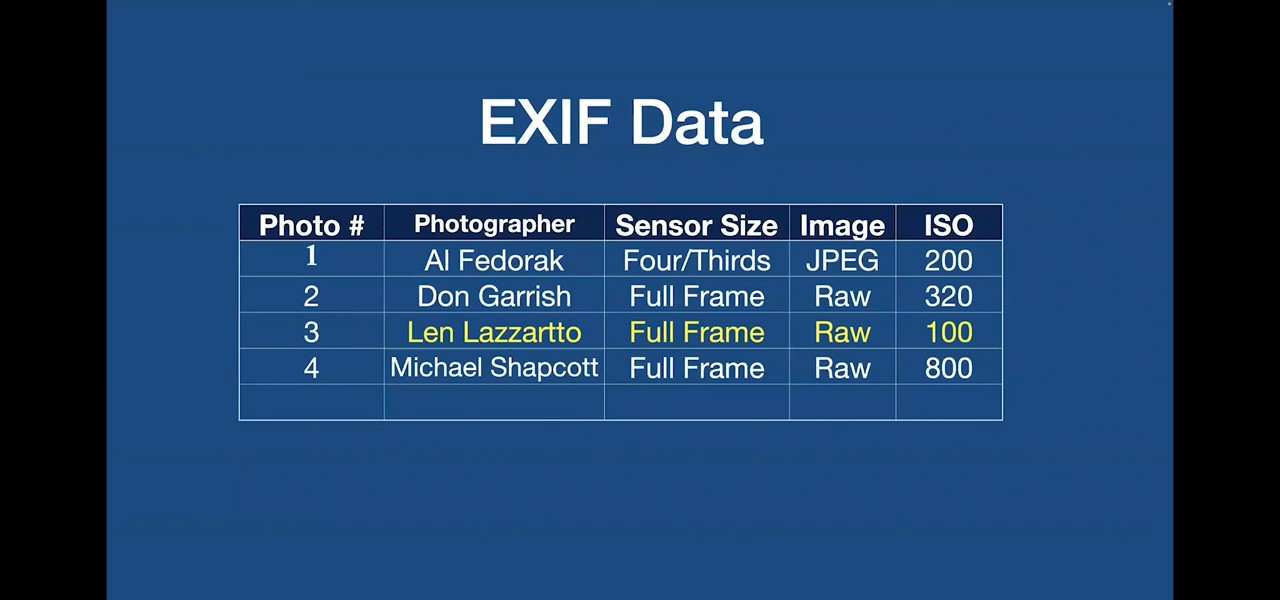 EXIF Data
Photo # Photographer Sensor Size Image ISO
1 Al Fedorak Four/Thirds JPEG 200
2 Don Garrish Full Frame Raw 320
3 Len Lazzartto Full Frame Raw 100
4 Michael Shapcott Full Frame Raw 800